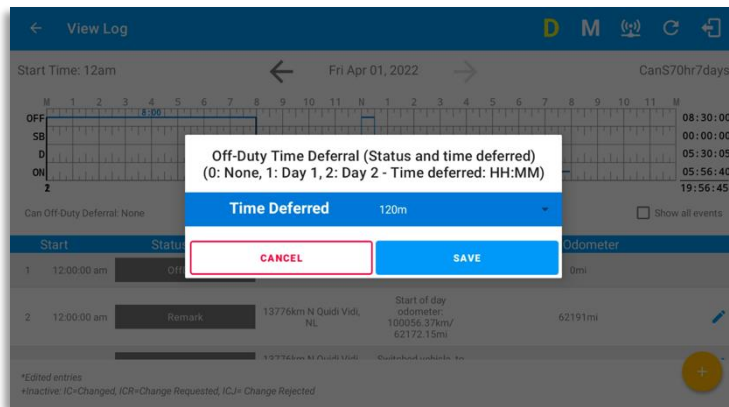 View Log
D M
Start Time: 12am
Fri Apr 01, 2022
CanS70hr7days
M 1 2 3 4 5 6 7 8 9 10 11 N 1 2 3 4 5 6 7 8 9 10 11 M
OFF 8:00 08:30:00
SB 00:00:00
D 05:30:05
ON 05:56:40
2 19:56:45
Off-Duty Time Deferral (Status and time deferred)
(0: None, 1: Day 1, 2: Day 2 - Time deferred: HH:MM)
Time Deferred 120m
CANCEL SAVE
Can Off-Duty Deferral: None
Show all events
Start Status Odometer
1 12:00:00 am Off 0mi
2 12:00:00 am Remark 13776km N Quidi Vidi, NL Start of day odometer: 100056.37km/ 62172.15mi 62191mi
13776km N Quidi Vidi, Switched vehicle to
*Edited entries
+Inactive: IC=Changed, ICR=Change Requested, ICJ= Change Rejected
+